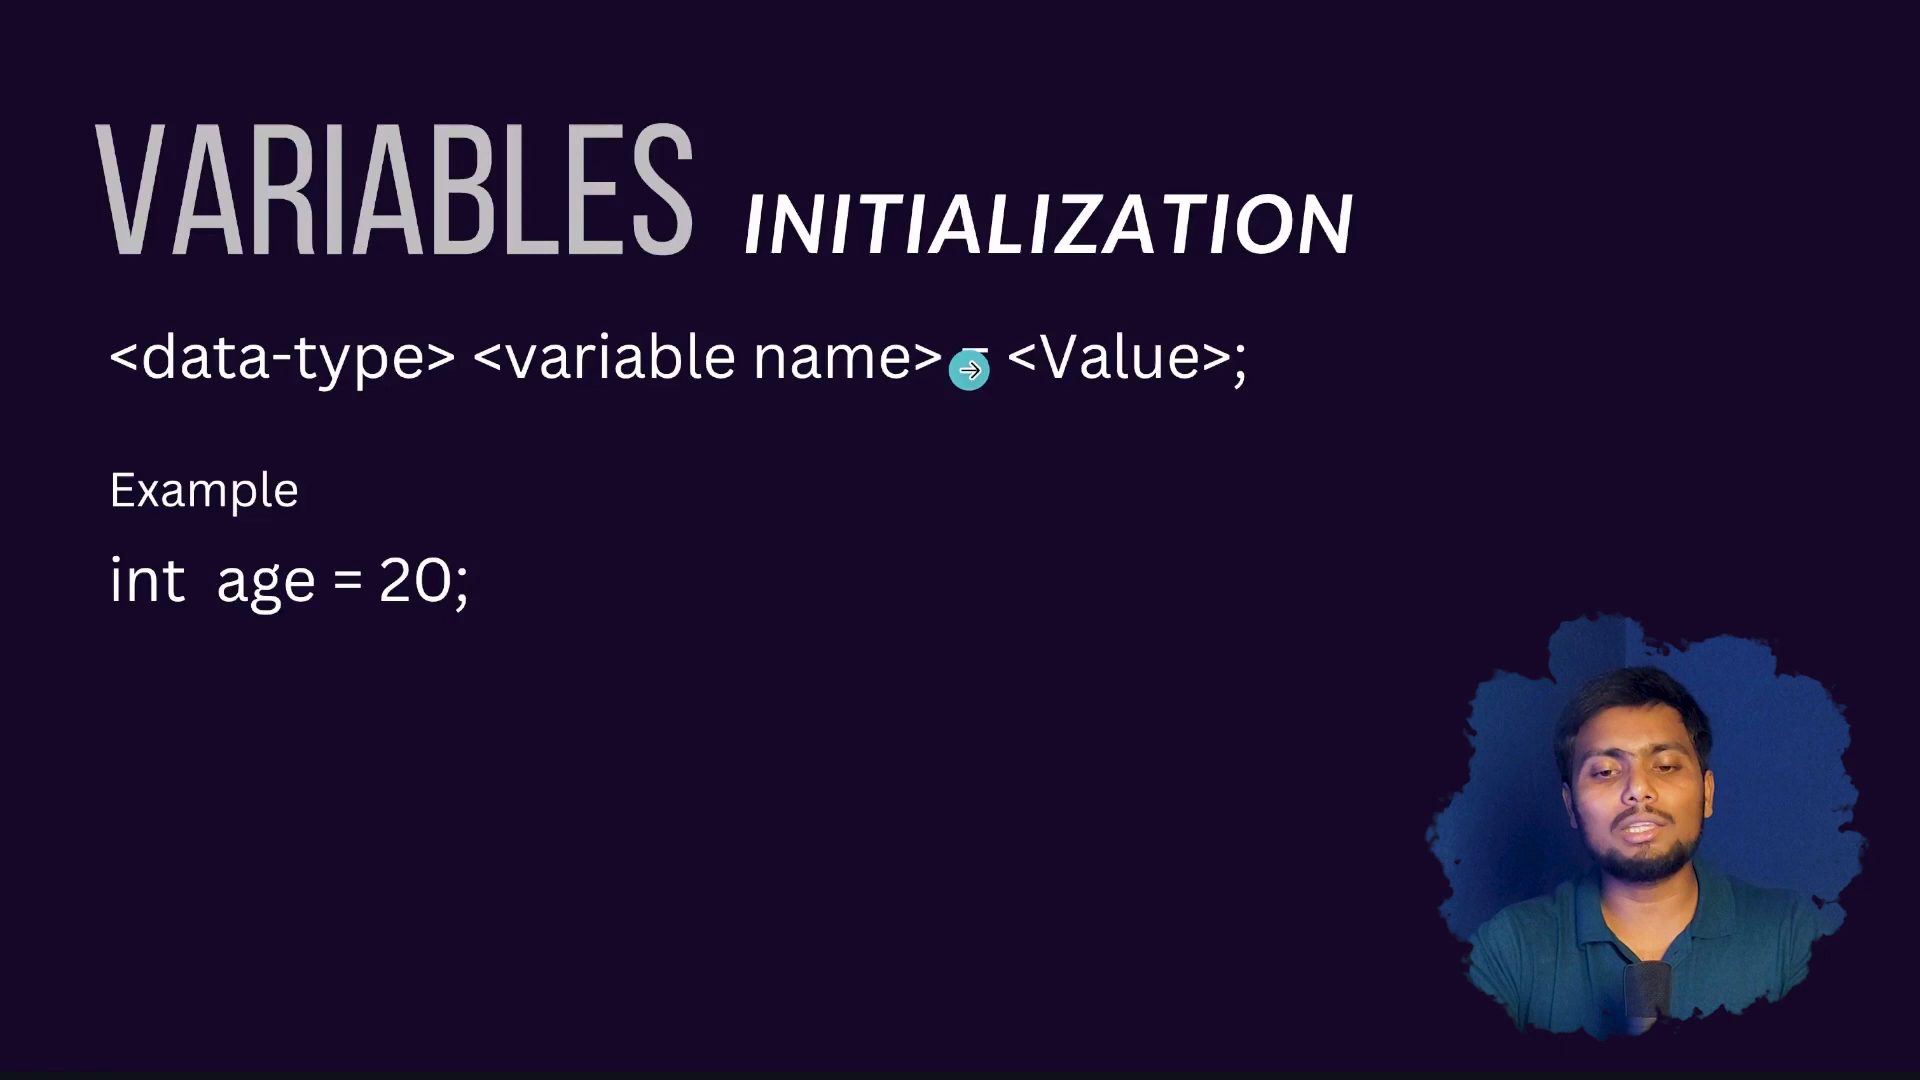 VARIABLES INITIALIZATION
<data-type> <variable name> = <Value>;
Example
int age = 20;